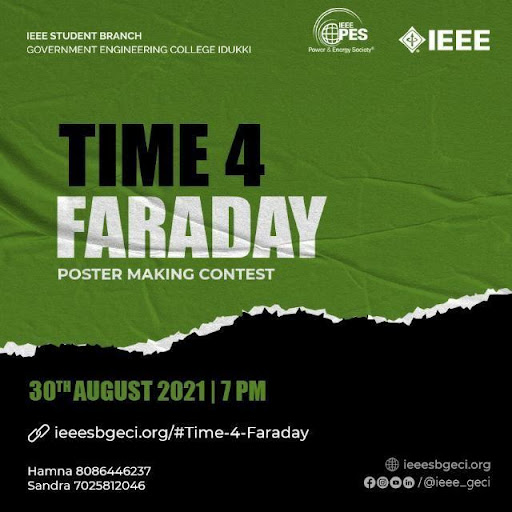 IEEE STUDENT BRANCH
GOVERNMENT ENGINEERING COLLEGE IDUKKI
IEEE
PES
Power & Energy Society®
IEEE
TIME 4
FARADAY
POSTER MAKING CONTEST
30TH AUGUST 2021 | 7 PM
ieeesbgeci.org/#Time-4-Faraday
Hamna 8086446237
Sandra 7025812046
ieeesbgeci.org
/@ieee_geci